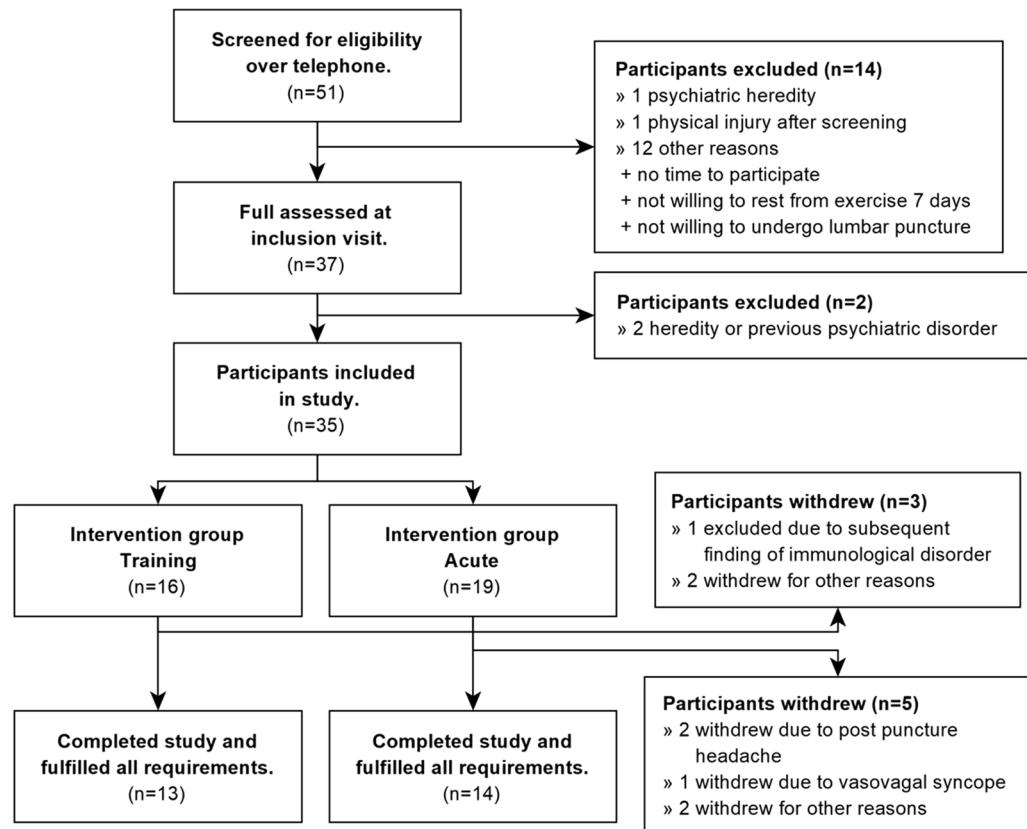 Screened for eligibility
over telephone.
(n=51)
Participants excluded (n=14)
» 1 psychiatric heredity
» 1 physical injury after screening
» 12 other reasons
+ no time to participate
+ not willing to rest from exercise 7 days
+ not willing to undergo lumbar puncture
Full assessed at
inclusion visit.
(n=37)
Participants excluded (n=2)
» 2 heredity or previous psychiatric disorder
Participants included
in study.
(n=35)
Intervention group
Training
(n=16)
Intervention group
Acute
(n=19)
Participants withdrew (n=3)
» 1 excluded due to subsequent
finding of immunological disorder
» 2 withdrew for other reasons
Participants withdrew (n=5)
» 2 withdrew due to post puncture
headache
» 1 withdrew due to vasovagal syncope
» 2 withdrew for other reasons
Completed study and
fulfilled all requirements.
(n=13)
Completed study and
fulfilled all requirements.
(n=14)